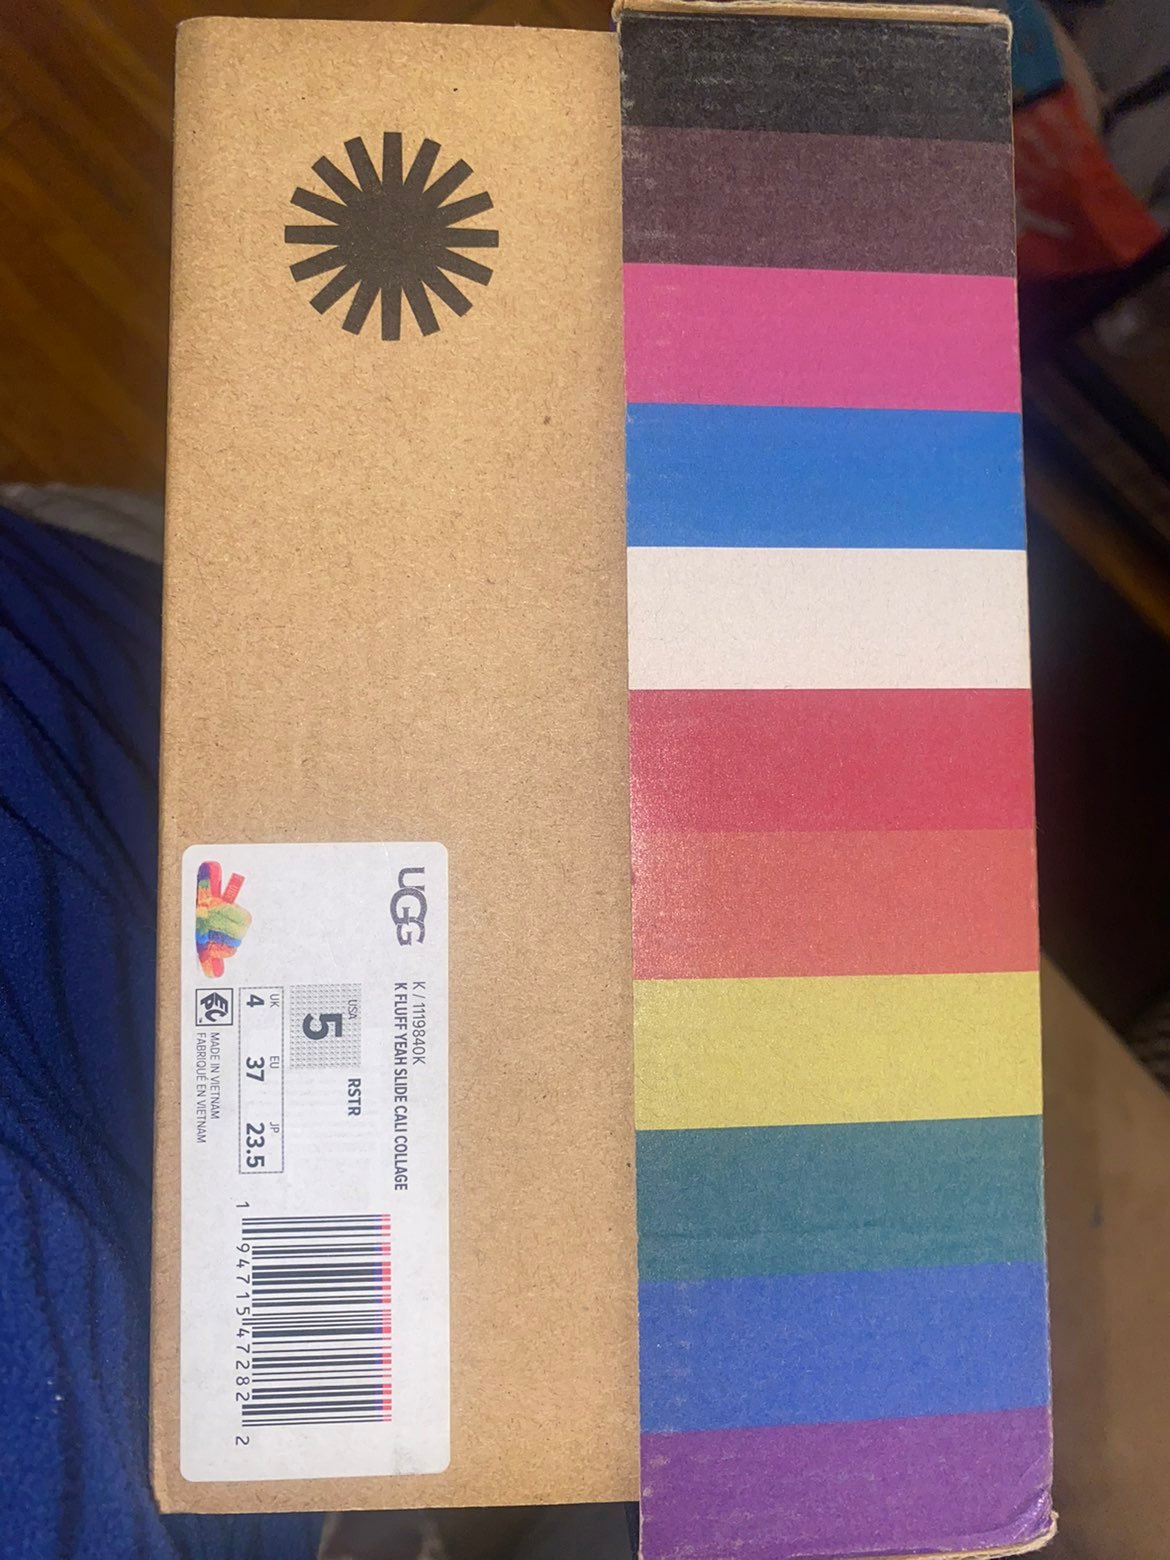 UGG
K / 1119840K
K FLUFF YEAH SLIDE CALI COLLAGE
RSTR
USA
5
UK EU JP
4 37 23.5
MADE IN VIETNAM
FABRIQUÉ EN VIETNAM
1 94715 47282 2